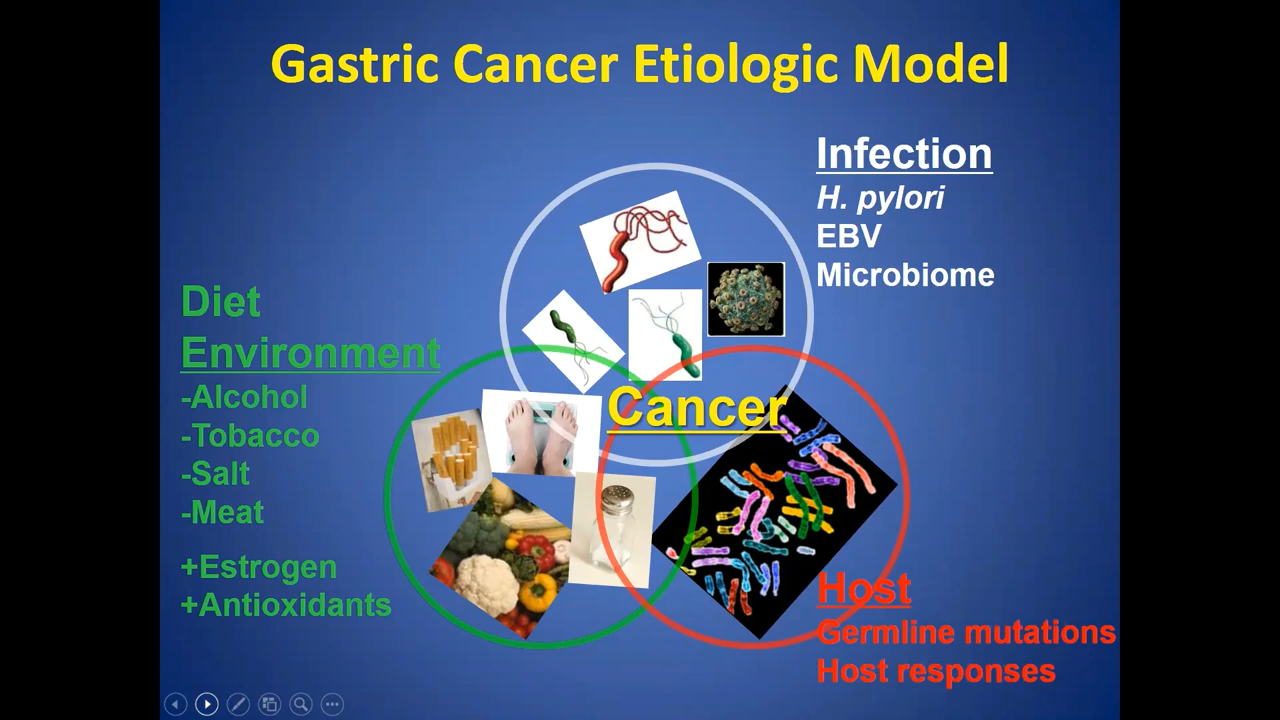 Gastric Cancer Etiologic Model
Infection
H. pylori
EBV
Microbiome
Diet
Environment
-Alcohol
-Tobacco
-Salt
-Meat
+Estrogen
+Antioxidants
Cancer
Host
Germline mutations
Host responses